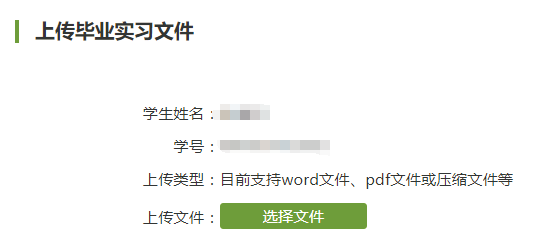 上传毕业实习文件
学生姓名：
学号：
上传类型：目前支持word文件、pdf文件或压缩文件等
上传文件：选择文件